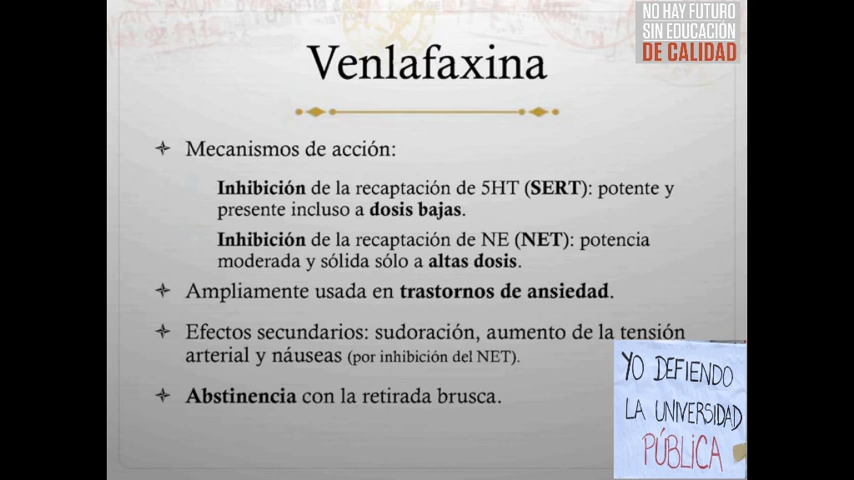 NO HAY FUTURO
SIN EDUCACIÓN
DE CALIDAD
Venlafaxina
Mecanismos de acción:
Inhibición de la recaptación de 5HT (SERT): potente y
presente incluso a dosis bajas.
Inhibición de la recaptación de NE (NET): potencia
moderada y sólida sólo a altas dosis.
Ampliamente usada en trastornos de ansiedad.
Efectos secundarios: sudoración, aumento de la tensión
arterial y náuseas (por inhibición del NET).
Abstinencia con la retirada brusca.
YO DEFIENDO
LA UNIVERSIDAD
PÚBLICA